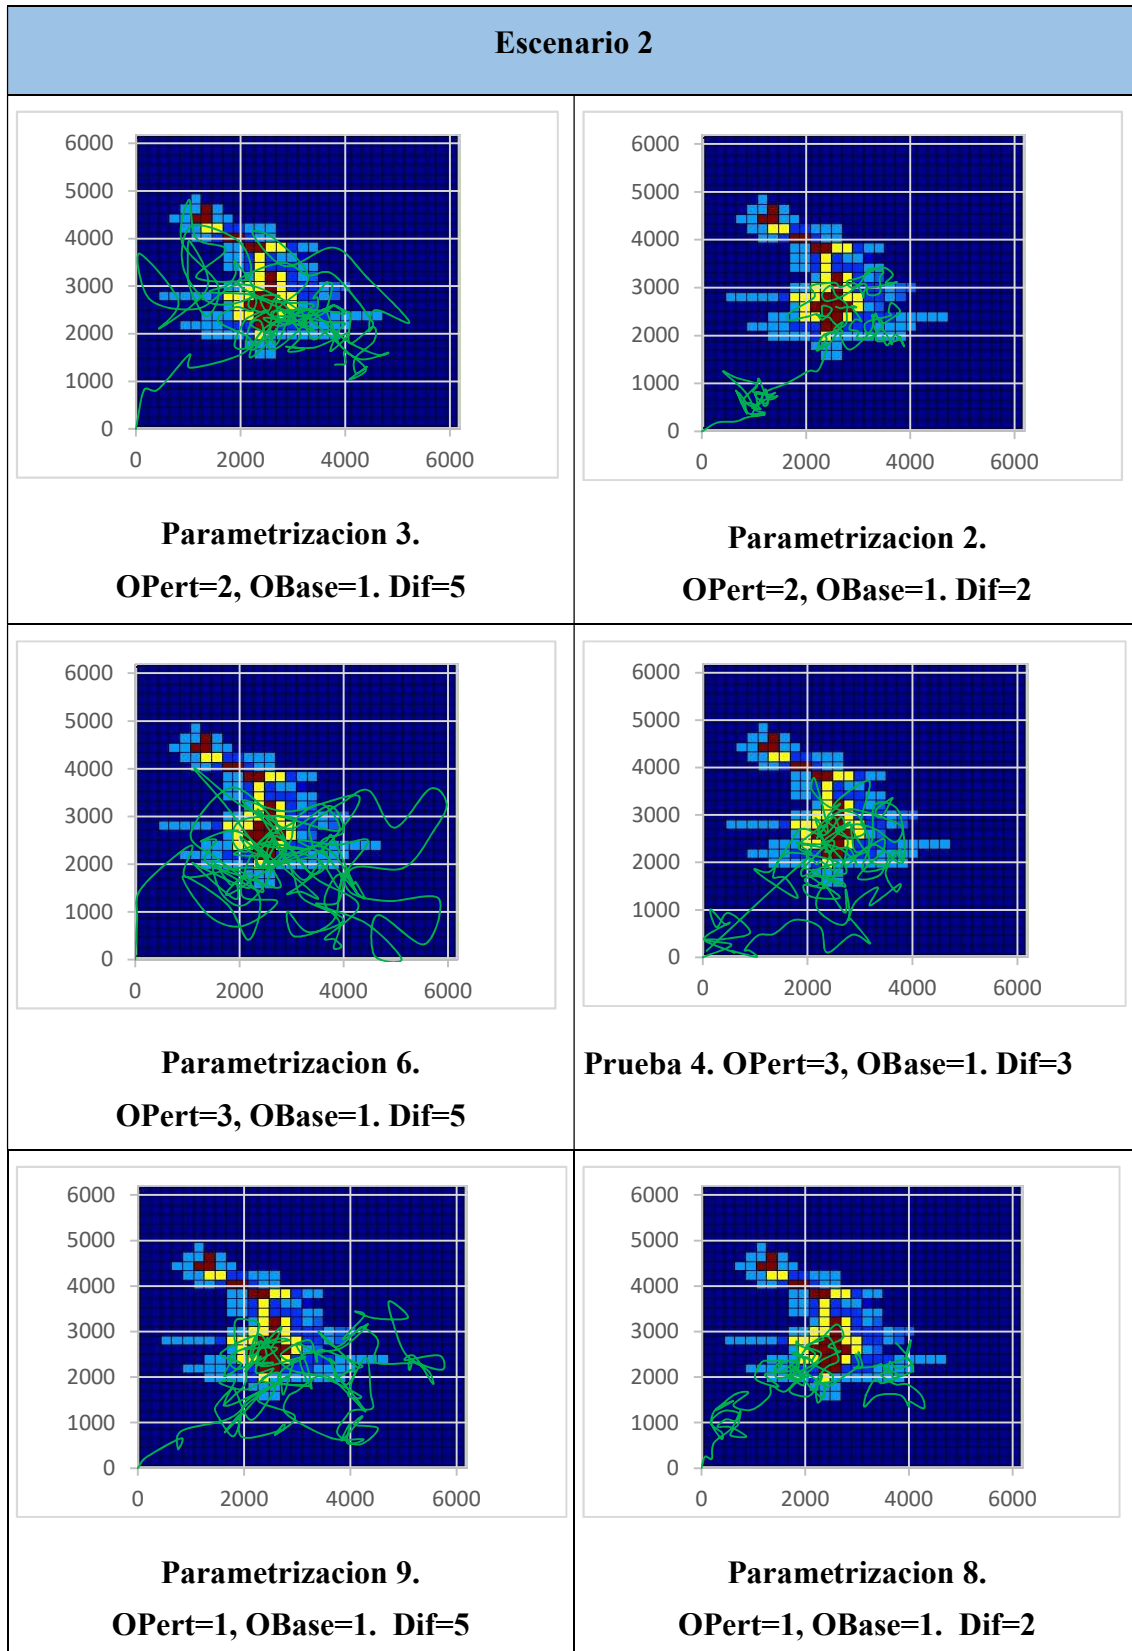 Escenario 2
6000
5000
4000
3000
2000
1000
0
0 2000 4000 6000
Parametrizacion 3.
OPert=2, OBase=1. Dif=5
6000
5000
4000
3000
2000
1000
0
0 2000 4000 6000
Parametrizacion 2.
OPert=2, OBase=1. Dif=2
6000
5000
4000
3000
2000
1000
0
0 2000 4000 6000
Parametrizacion 6.
OPert=3, OBase=1. Dif=5
6000
5000
4000
3000
2000
1000
0
0 2000 4000 6000
Prueba 4. OPert=3, OBase=1. Dif=3
6000
5000
4000
3000
2000
1000
0
0 2000 4000 6000
Parametrizacion 9.
OPert=1, OBase=1. Dif=5
6000
5000
4000
3000
2000
1000
0
0 2000 4000 6000
Parametrizacion 8.
OPert=1, OBase=1. Dif=2